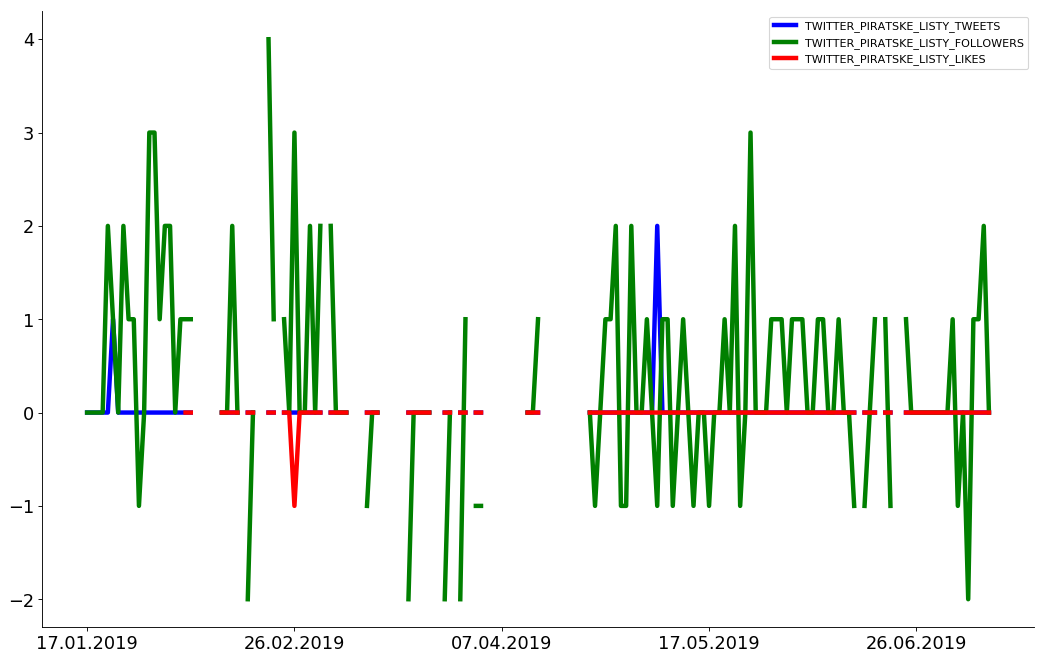 TWITTER_PIRATSKE_LISTY_TWEETS
TWITTER_PIRATSKE_LISTY_FOLLOWERS
TWITTER_PIRATSKE_LISTY_LIKES
4
3
2
1
0
−1
−2
17.01.2019 26.02.2019 07.04.2019 17.05.2019 26.06.2019